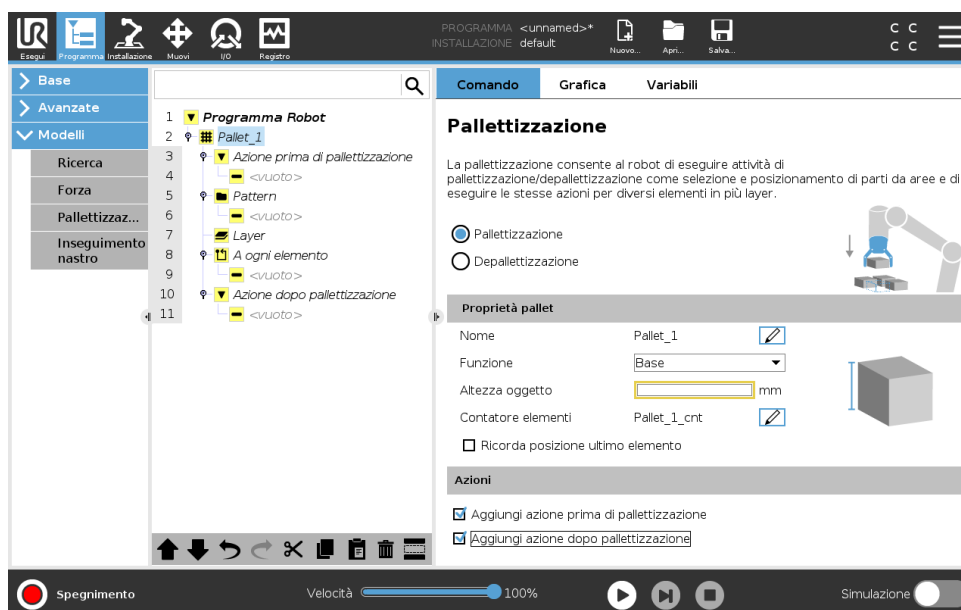 PROGRAMMA <unnamed>*
INSTALLAZIONE default
Esegui
Programma
Installazione
Muovi
I/O
Registro
Nuovo...
Apri...
Salva...
C C
C C
Base
Avanzate
Modelli
Ricerca
Forza
Pallettizzaz...
Inseguimento
nastro
1 Programma Robot
2 Pallet_1
3 Azione prima di pallettizzazione
4 <vuoto>
5 Pattern
6 <vuoto>
7 Layer
8 A ogni elemento
9 <vuoto>
10 Azione dopo pallettizzazione
11 <vuoto>
Comando Grafica Variabili
Pallettizzazione
La pallettizzazione consente al robot di eseguire attività di
pallettizzazione/depallettizzazione come selezione e posizionamento di parti da aree e di
eseguire le stesse azioni per diversi elementi in più layer.
Pallettizzazione
Depallettizzazione
Proprietà pallet
Nome Pallet_1
Funzione Base
Altezza oggetto mm
Contatore elementi Pallet_1_cnt
Ricorda posizione ultimo elemento
Azioni
Aggiungi azione prima di pallettizzazione
Aggiungi azione dopo pallettizzazione
Spegnimento
Velocità 100%
Simulazione